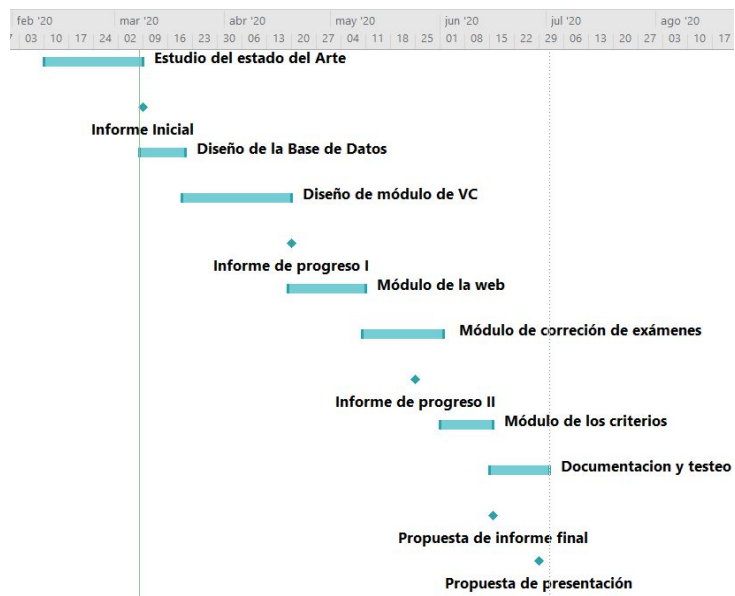 feb '20 mar '20 abr '20 may '20 jun '20 jul '20 ago '20
03 10 17 24 02 09 16 23 30 06 13 20 27 04 11 18 25 01 08 15 22 29 06 13 20 27 03 10 17
Estudio del estado del Arte
Informe Inicial
Diseño de la Base de Datos
Diseño de módulo de VC
Informe de progreso I
Módulo de la web
Módulo de correción de exámenes
Informe de progreso II
Módulo de los criterios
Documentacion y testeo
Propuesta de informe final
Propuesta de presentación